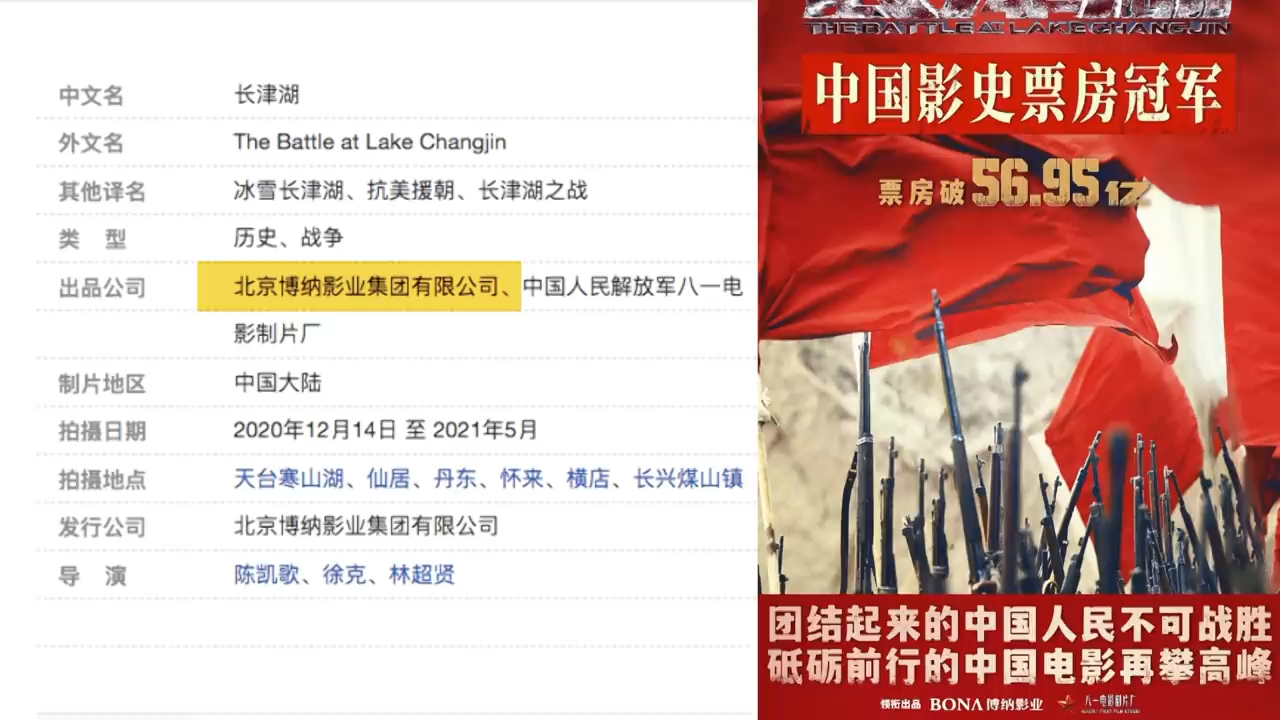 中文名 长津湖
外文名 The Battle at Lake Changjin
其他译名 冰雪长津湖、抗美援朝、长津湖之战
类 型 历史、战争
出品公司 北京博纳影业集团有限公司、中国人民解放军八一电
影制片厂
制片地区 中国大陆
拍摄日期 2020年12月14日 至 2021年5月
拍摄地点 天台寒山湖、仙居、丹东、怀来、横店、长兴煤山镇
发行公司 北京博纳影业集团有限公司
导 演 陈凯歌、徐克、林超贤
THE BATTLE AT LAKE CHANGJIN
中国影史票房冠军
票房破56.95亿
团结起来的中国人民不可战胜
砥砺前行的中国电影再攀高峰
领衔出品 BONA 博纳影业 八一电影制片厂